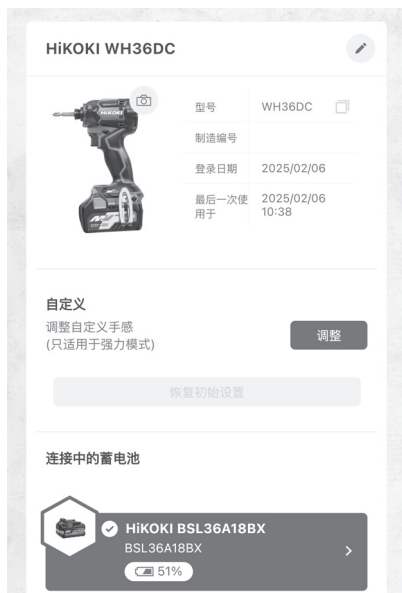 HiKOKI WH36DC
HiKOKI
型号 WH36DC
制造编号
登录日期 2025/02/06
最后一次使 2025/02/06
用于 10:38
自定义
调整自定义手感
(只适用于强力模式)
调整
恢复初始设置
连接中的蓄电池
HiKOKI BSL36A18BX
BSL36A18BX
51%